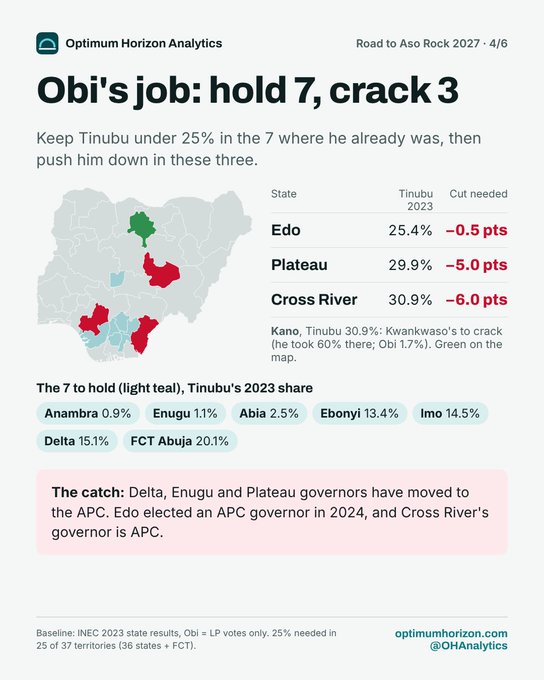 Optimum Horizon Analytics
Road to Aso Rock 2027 · 4/6
Obi's job: hold 7, crack 3
Keep Tinubu under 25% in the 7 where he already was, then
push him down in these three.
State Tinubu 2023 Cut needed
Edo 25.4% −0.5 pts
Plateau 29.9% −5.0 pts
Cross River 30.9% −6.0 pts
Kano, Tinubu 30.9%: Kwankwaso's to crack
(he took 60% there; Obi 1.7%). Green on the
map.
The 7 to hold (light teal), Tinubu's 2023 share
Anambra 0.9% Enugu 1.1% Abia 2.5% Ebonyi 13.4% Imo 14.5%
Delta 15.1% FCT Abuja 20.1%
The catch: Delta, Enugu and Plateau governors have moved to
the APC. Edo elected an APC governor in 2024, and Cross River's
governor is APC.
Baseline: INEC 2023 state results, Obi = LP votes only. 25% needed in
25 of 37 territories (36 states + FCT).
optimumhorizon.com
@OHAnalytics